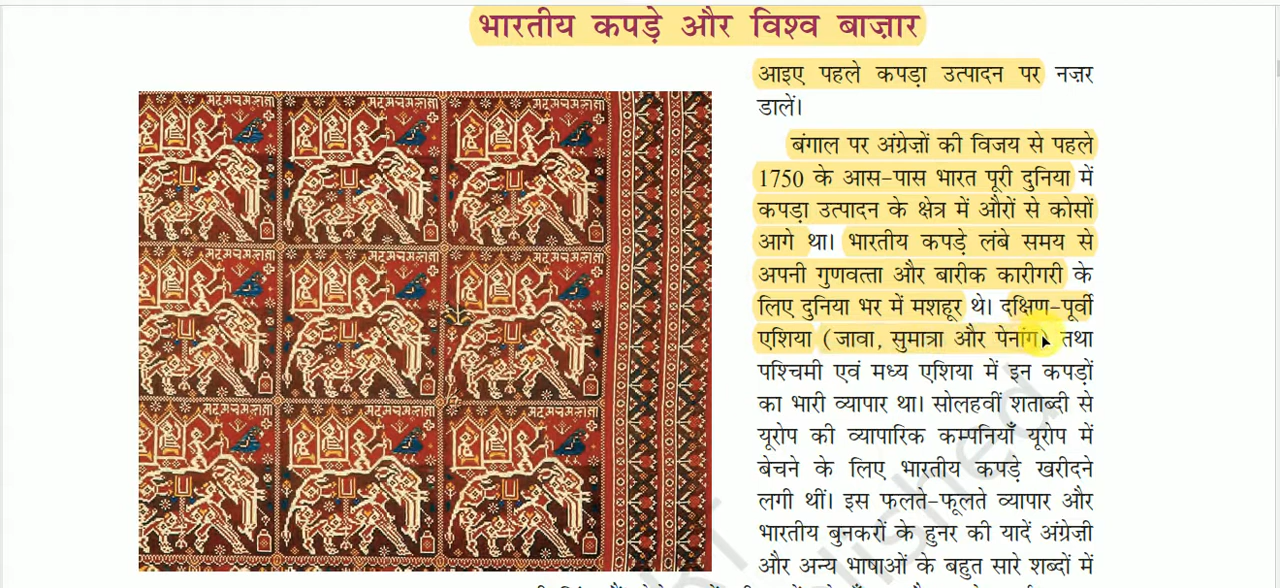 भारतीय कपड़े और विश्व बाज़ार
आइए पहले कपड़ा उत्पादन पर नज़र
डालें।
बंगाल पर अंग्रेज़ों की विजय से पहले
1750 के आस-पास भारत पूरी दुनिया में
कपड़ा उत्पादन के क्षेत्र में औरों से कोसों
आगे था। भारतीय कपड़े लंबे समय से
अपनी गुणवत्ता और बारीक कारीगरी के
लिए दुनिया भर में मशहूर थे। दक्षिण-पूर्वी
एशिया (जावा, सुमात्रा और पेनांग) तथा
पश्चिमी एवं मध्य एशिया में इन कपड़ों
का भारी व्यापार था। सोलहवीं शताब्दी से
यूरोप की व्यापारिक कम्पनियाँ यूरोप में
बेचने के लिए भारतीय कपड़े खरीदने
लगी थीं। इस फलते-फूलते व्यापार और
भारतीय बुनकरों के हुनर की यादें अंग्रेज़ी
और अन्य भाषाओं के बहुत सारे शब्दों में